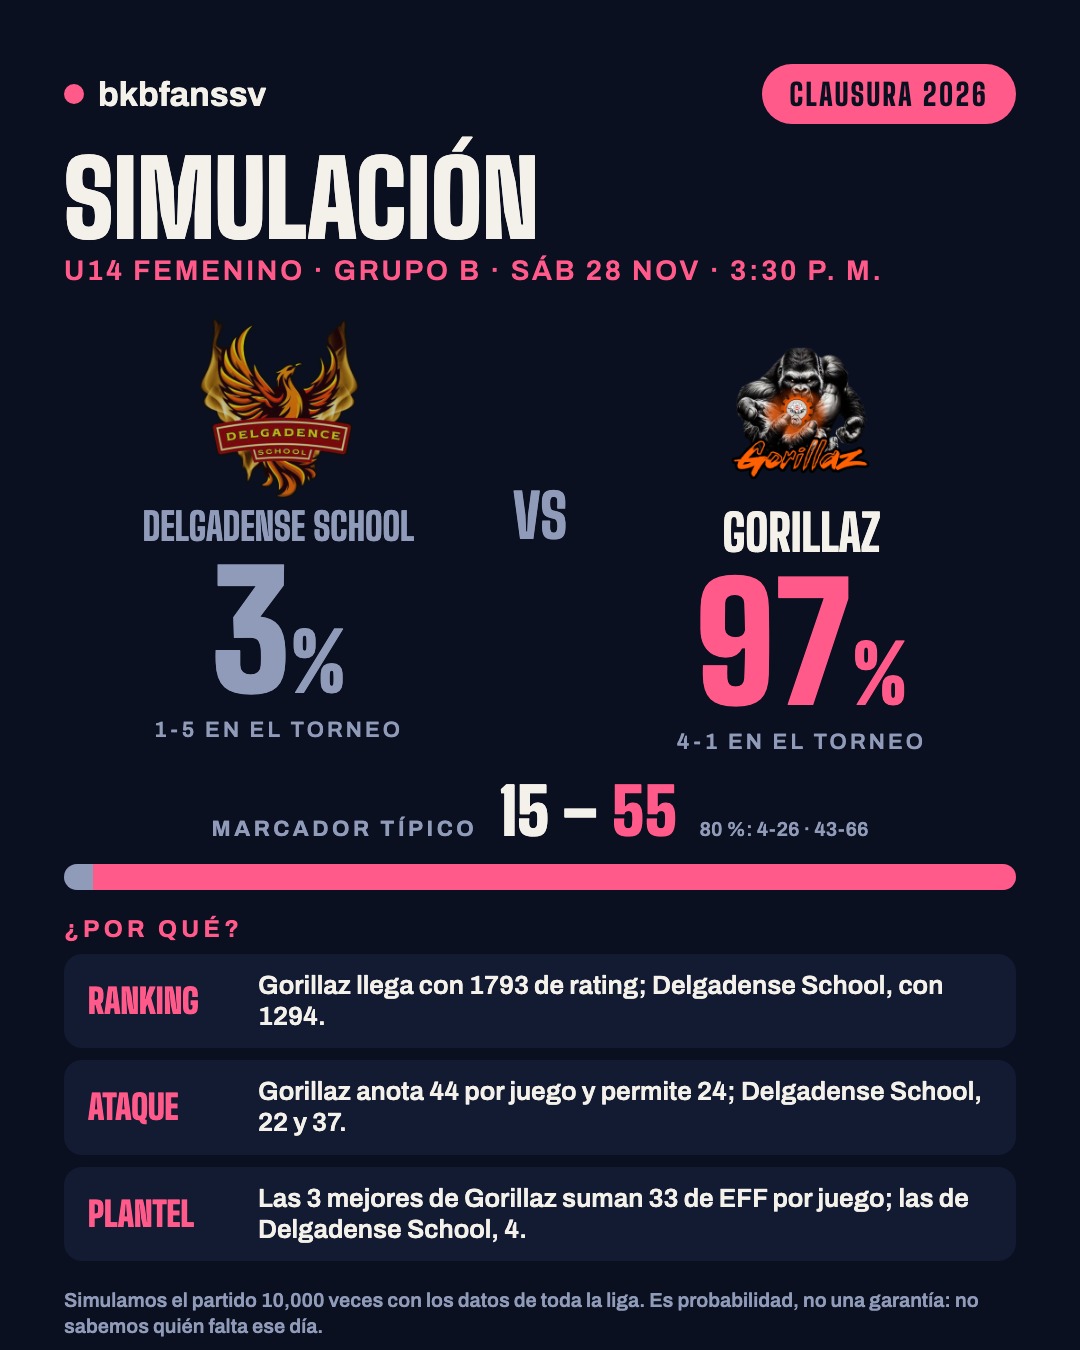 bkbfanssv
CLAUSURA 2026
SIMULACIÓN
U14 FEMENINO · GRUPO B · SÁB 28 NOV · 3:30 P. M.
DELGADENCE
SCHOOL
Gorillaz
DELGADENSE SCHOOL
VS
GORILLAZ
3%
97%
1-5 EN EL TORNEO
4-1 EN EL TORNEO
MARCADOR TÍPICO 15 – 55 80 %: 4-26 · 43-66
¿POR QUÉ?
RANKING
Gorillaz llega con 1793 de rating; Delgadense School, con
1294.
ATAQUE
Gorillaz anota 44 por juego y permite 24; Delgadense School,
22 y 37.
PLANTEL
Las 3 mejores de Gorillaz suman 33 de EFF por juego; las de
Delgadense School, 4.
Simulamos el partido 10,000 veces con los datos de toda la liga. Es probabilidad, no una garantía: no
sabemos quién falta ese día.